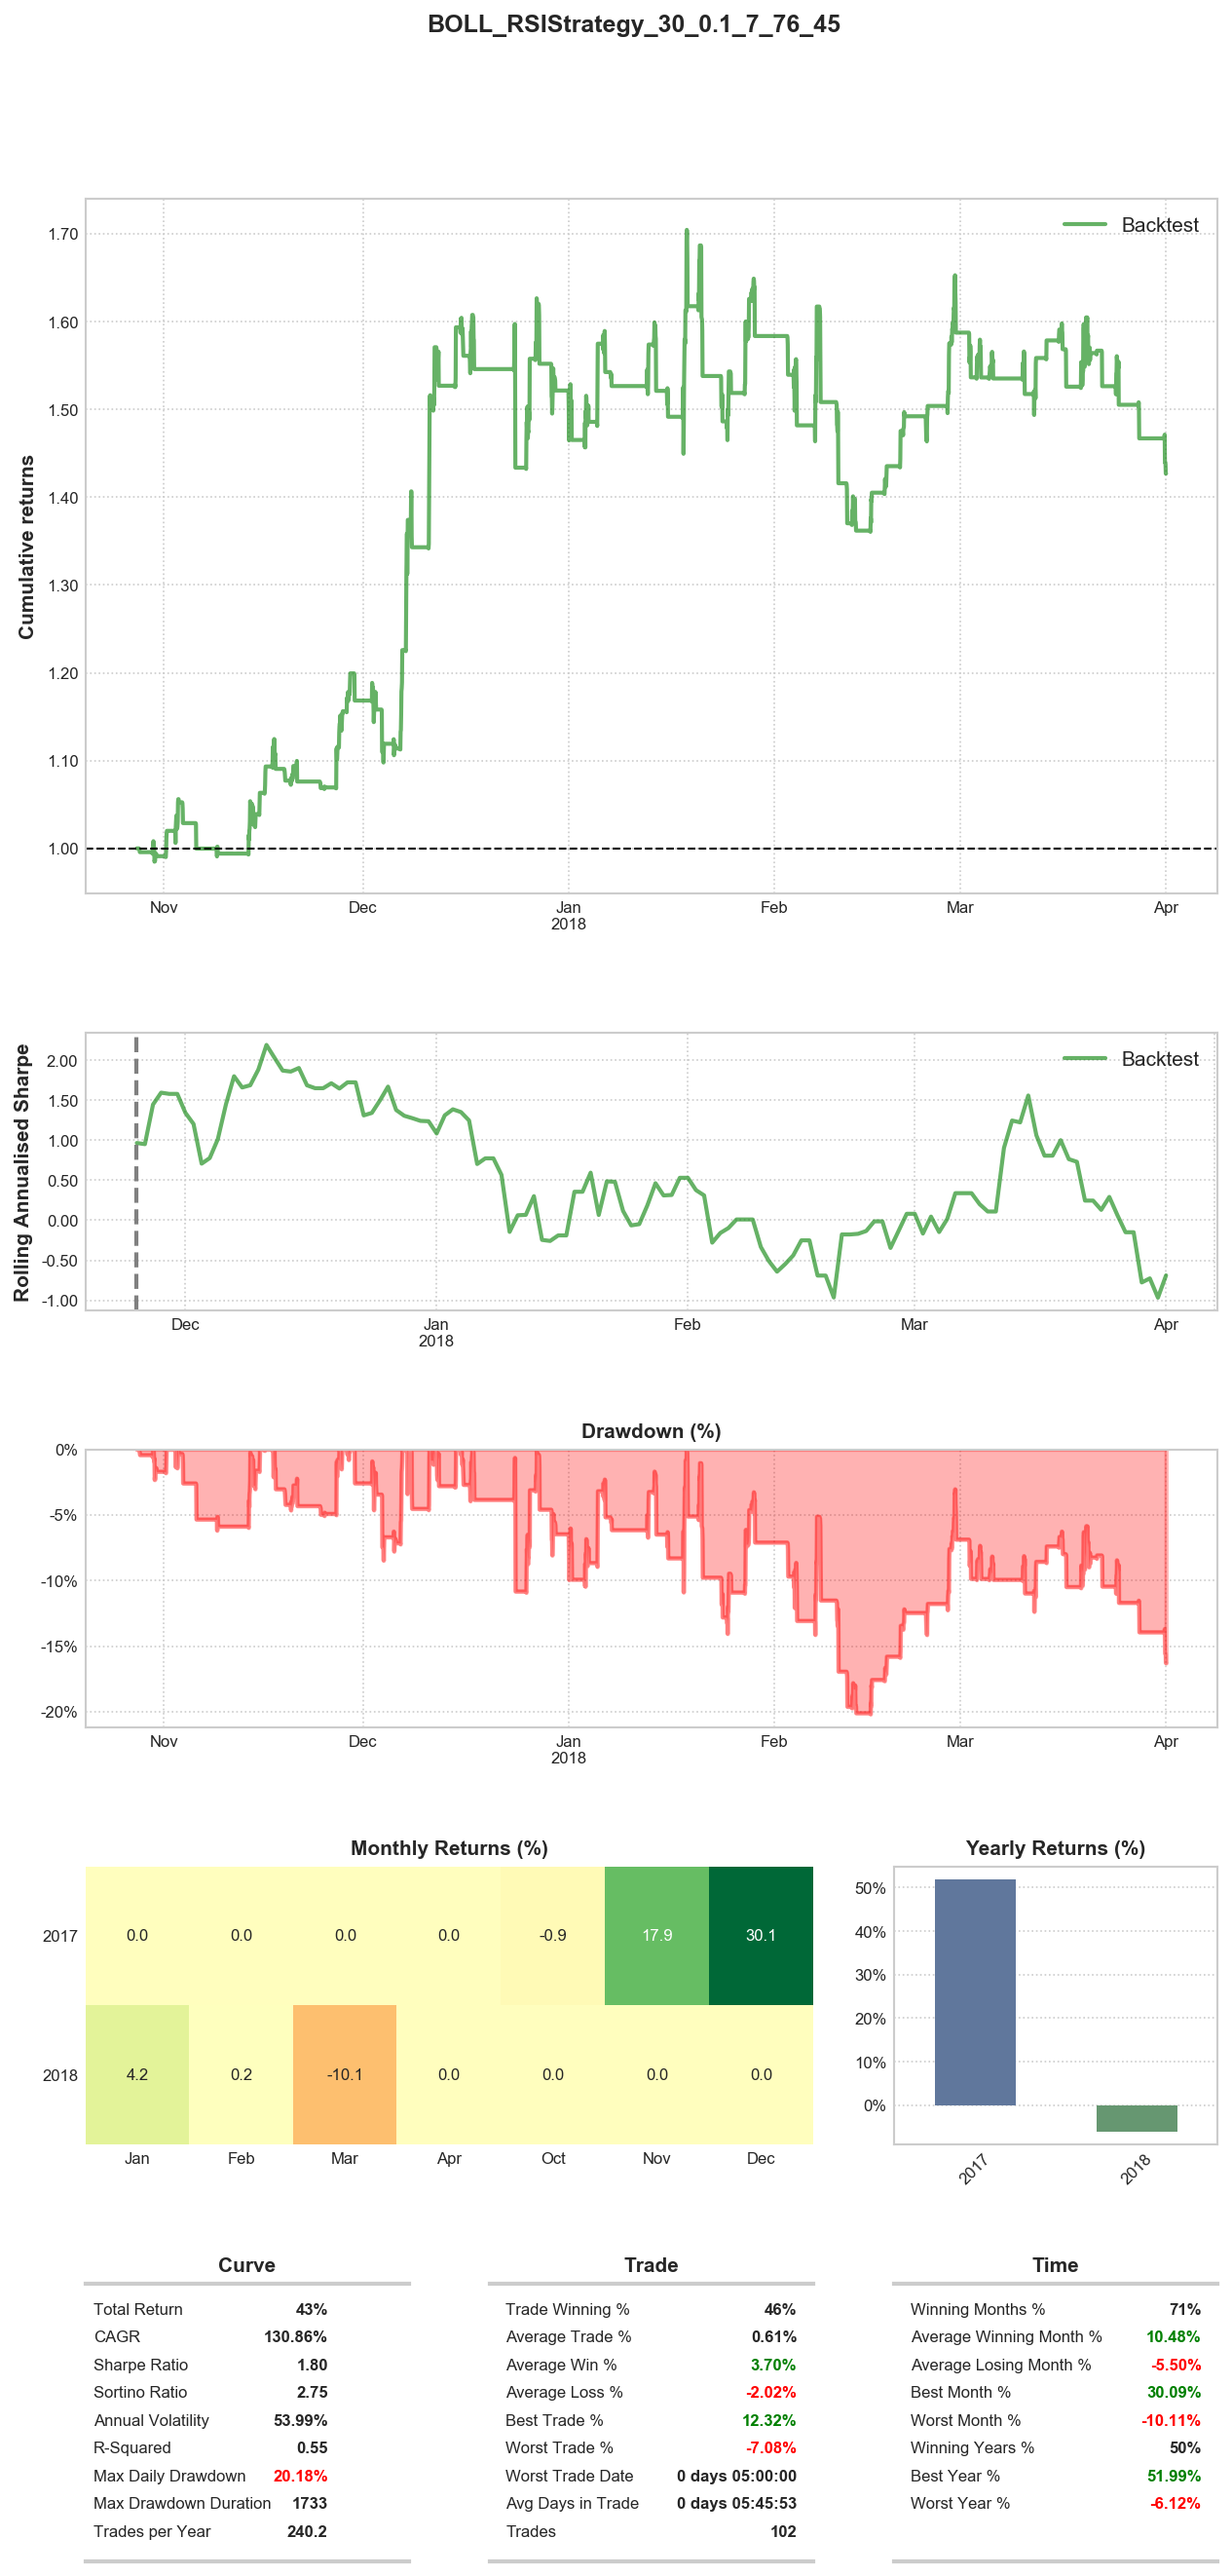 BOLL_RSIStrategy_30_0.1_7_76_45
Cumulative returns
Backtest
1.70
1.60
1.50
1.40
1.30
1.20
1.10
1.00
Nov Dec Jan Feb Mar Apr
2018
Rolling Annualised Sharpe
Backtest
2.00
1.50
1.00
0.50
0.00
-0.50
-1.00
Dec Jan Feb Mar Apr
2018
Drawdown (%)
0%
-5%
-10%
-15%
-20%
Nov Dec Jan Feb Mar Apr
2018
Monthly Returns (%)
2017 0.0 0.0 0.0 0.0 -0.9 17.9 30.1
2018 4.2 0.2 -10.1 0.0 0.0 0.0 0.0
Jan Feb Mar Apr Oct Nov Dec
Yearly Returns (%)
50%
40%
30%
20%
10%
0%
2017 2018
Curve
Total Return 43%
CAGR 130.86%
Sharpe Ratio 1.80
Sortino Ratio 2.75
Annual Volatility 53.99%
R-Squared 0.55
Max Daily Drawdown 20.18%
Max Drawdown Duration 1733
Trades per Year 240.2
Trade
Trade Winning % 46%
Average Trade % 0.61%
Average Win % 3.70%
Average Loss % -2.02%
Best Trade % 12.32%
Worst Trade % -7.08%
Worst Trade Date 0 days 05:00:00
Avg Days in Trade 0 days 05:45:53
Trades 102
Time
Winning Months % 71%
Average Winning Month % 10.48%
Average Losing Month % -5.50%
Best Month % 30.09%
Worst Month % -10.11%
Winning Years % 50%
Best Year % 51.99%
Worst Year % -6.12%